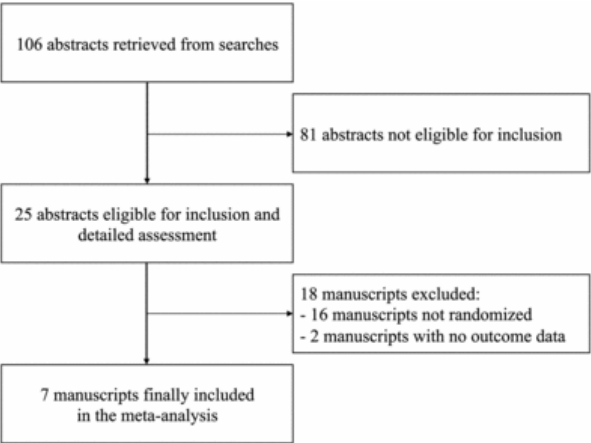 106 abstracts retrieved from searches
81 abstracts not eligible for inclusion
25 abstracts eligible for inclusion and
detailed assessment
18 manuscripts excluded:
- 16 manuscripts not randomized
- 2 manuscripts with no outcome data
7 manuscripts finally included
in the meta-analysis